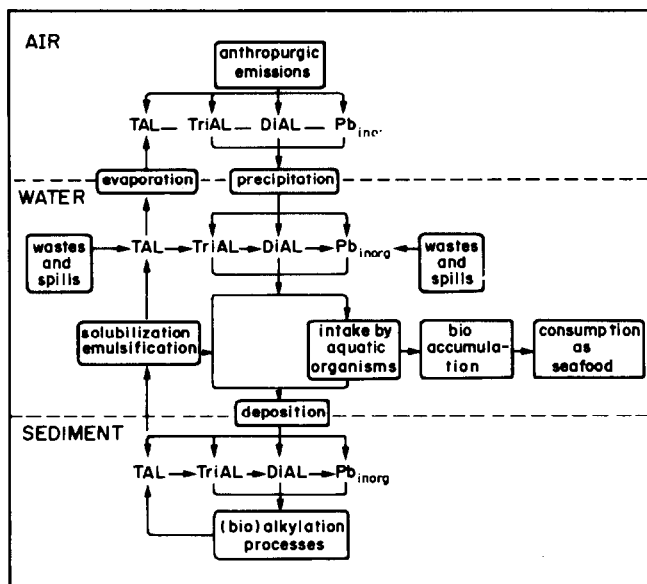 AIR
anthropurgic
emissions
TAL — TriAL — DiAL — Pb
evaporation
precipitation
WATER
wastes
and
spills
TAL → TriAL → DiAL → Pb inorg
wastes
and
spills
solubilization
emulsification
intake by
aquatic
organisms
bio
accumula-
tion
consumption
as
seafood
deposition
SEDIMENT
TAL → TriAL → DiAL → Pb inorg
(bio)alkylation
processes